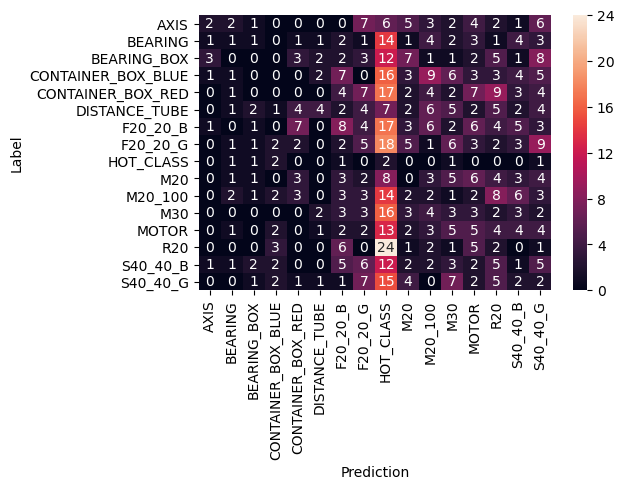 AXIS 2 2 1 0 0 0 0 7 6 5 3 2 4 2 1 6
BEARING 1 1 1 0 1 1 2 1 14 1 4 2 3 1 4 3
BEARING_BOX 3 0 0 0 3 2 2 3 12 7 1 1 2 5 1 8
CONTAINER_BOX_BLUE 1 1 0 0 0 2 7 0 16 3 9 6 3 3 4 5
CONTAINER_BOX_RED 0 1 0 0 0 0 4 7 17 2 4 2 7 9 3 4
DISTANCE_TUBE 0 1 2 1 4 4 2 4 7 2 6 5 2 5 2 4
F20_20_B 1 0 1 0 7 0 8 4 17 3 6 2 6 4 5 3
F20_20_G 0 1 1 2 2 0 2 5 18 5 1 6 3 2 3 9
HOT_CLASS 0 1 1 2 0 0 1 0 2 0 0 1 0 0 0 1
M20 0 1 1 0 3 0 3 2 8 0 3 5 6 4 3 4
M20_100 0 2 1 2 3 0 3 3 14 2 2 1 2 8 6 3
M30 0 0 0 0 0 2 3 3 16 3 4 3 3 2 3 2
MOTOR 0 0 2 0 1 2 2 1 13 2 3 5 5 4 4 4
R20 0 0 0 3 0 0 6 0 24 1 2 1 5 2 0 1
S40_40_B 1 1 2 2 0 0 5 6 12 2 2 3 2 5 1 5
S40_40_G 0 0 1 2 1 1 1 7 15 4 0 7 2 5 2 2
Label
AXIS
BEARING
BEARING_BOX
CONTAINER_BOX_BLUE
CONTAINER_BOX_RED
DISTANCE_TUBE
F20_20_B
F20_20_G
HOT_CLASS
M20
M20_100
M30
MOTOR
R20
S40_40_B
S40_40_G
Prediction
24
20
16
12
8
4
0